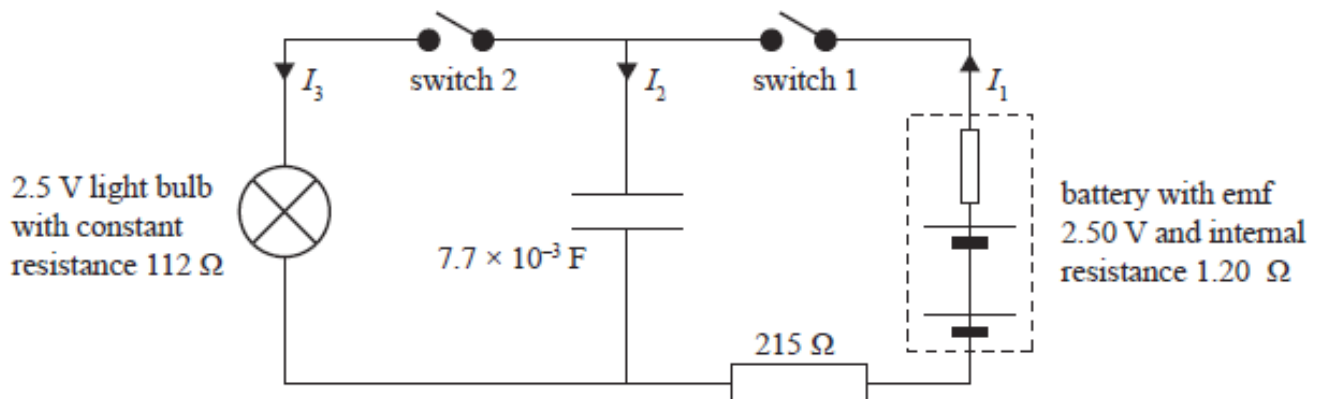 I₃
switch 2
I₂
switch 1
I₁
2.5 V light bulb
with constant
resistance 112 Ω
7.7 × 10⁻³ F
battery with emf
2.50 V and internal
resistance 1.20 Ω
215 Ω